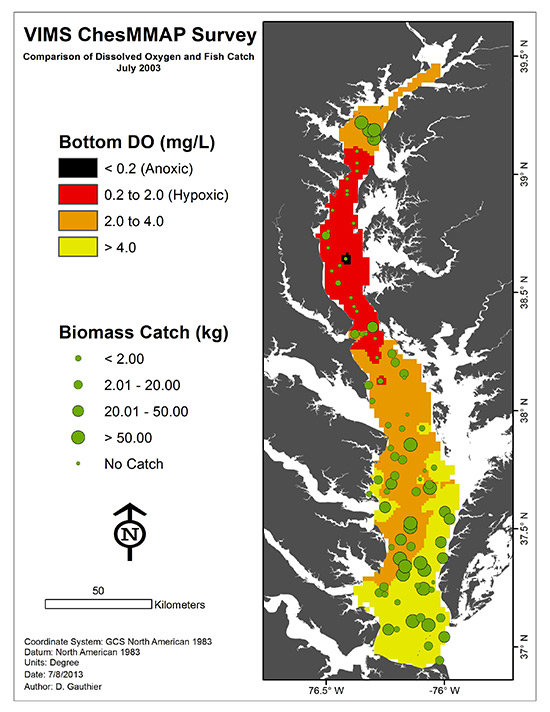 VIMS ChesMMAP Survey
Comparison of Dissolved Oxygen and Fish Catch
July 2003
Bottom DO (mg/L)
< 0.2 (Anoxic)
0.2 to 2.0 (Hypoxic)
2.0 to 4.0
> 4.0
Biomass Catch (kg)
< 2.00
2.01 - 20.00
20.01 - 50.00
> 50.00
No Catch
N
50
Kilometers
Coordinate System: GCS North American 1983
Datum: North American 1983
Units: Degree
Date: 7/8/2013
Author: D. Gauthier
39.5° N
39° N
38.5° N
38° N
37.5° N
37° N
76.5° W
-76° W